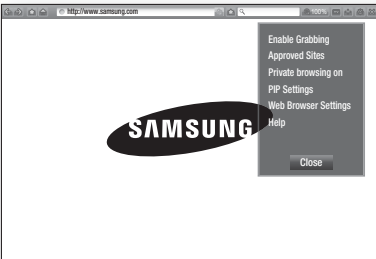 http://www.samsung.com
100%
Enable Grabbing
Approved Sites
Private browsing on
PIP Settings
Web Browser Settings
Help
SAMSUNG
Close